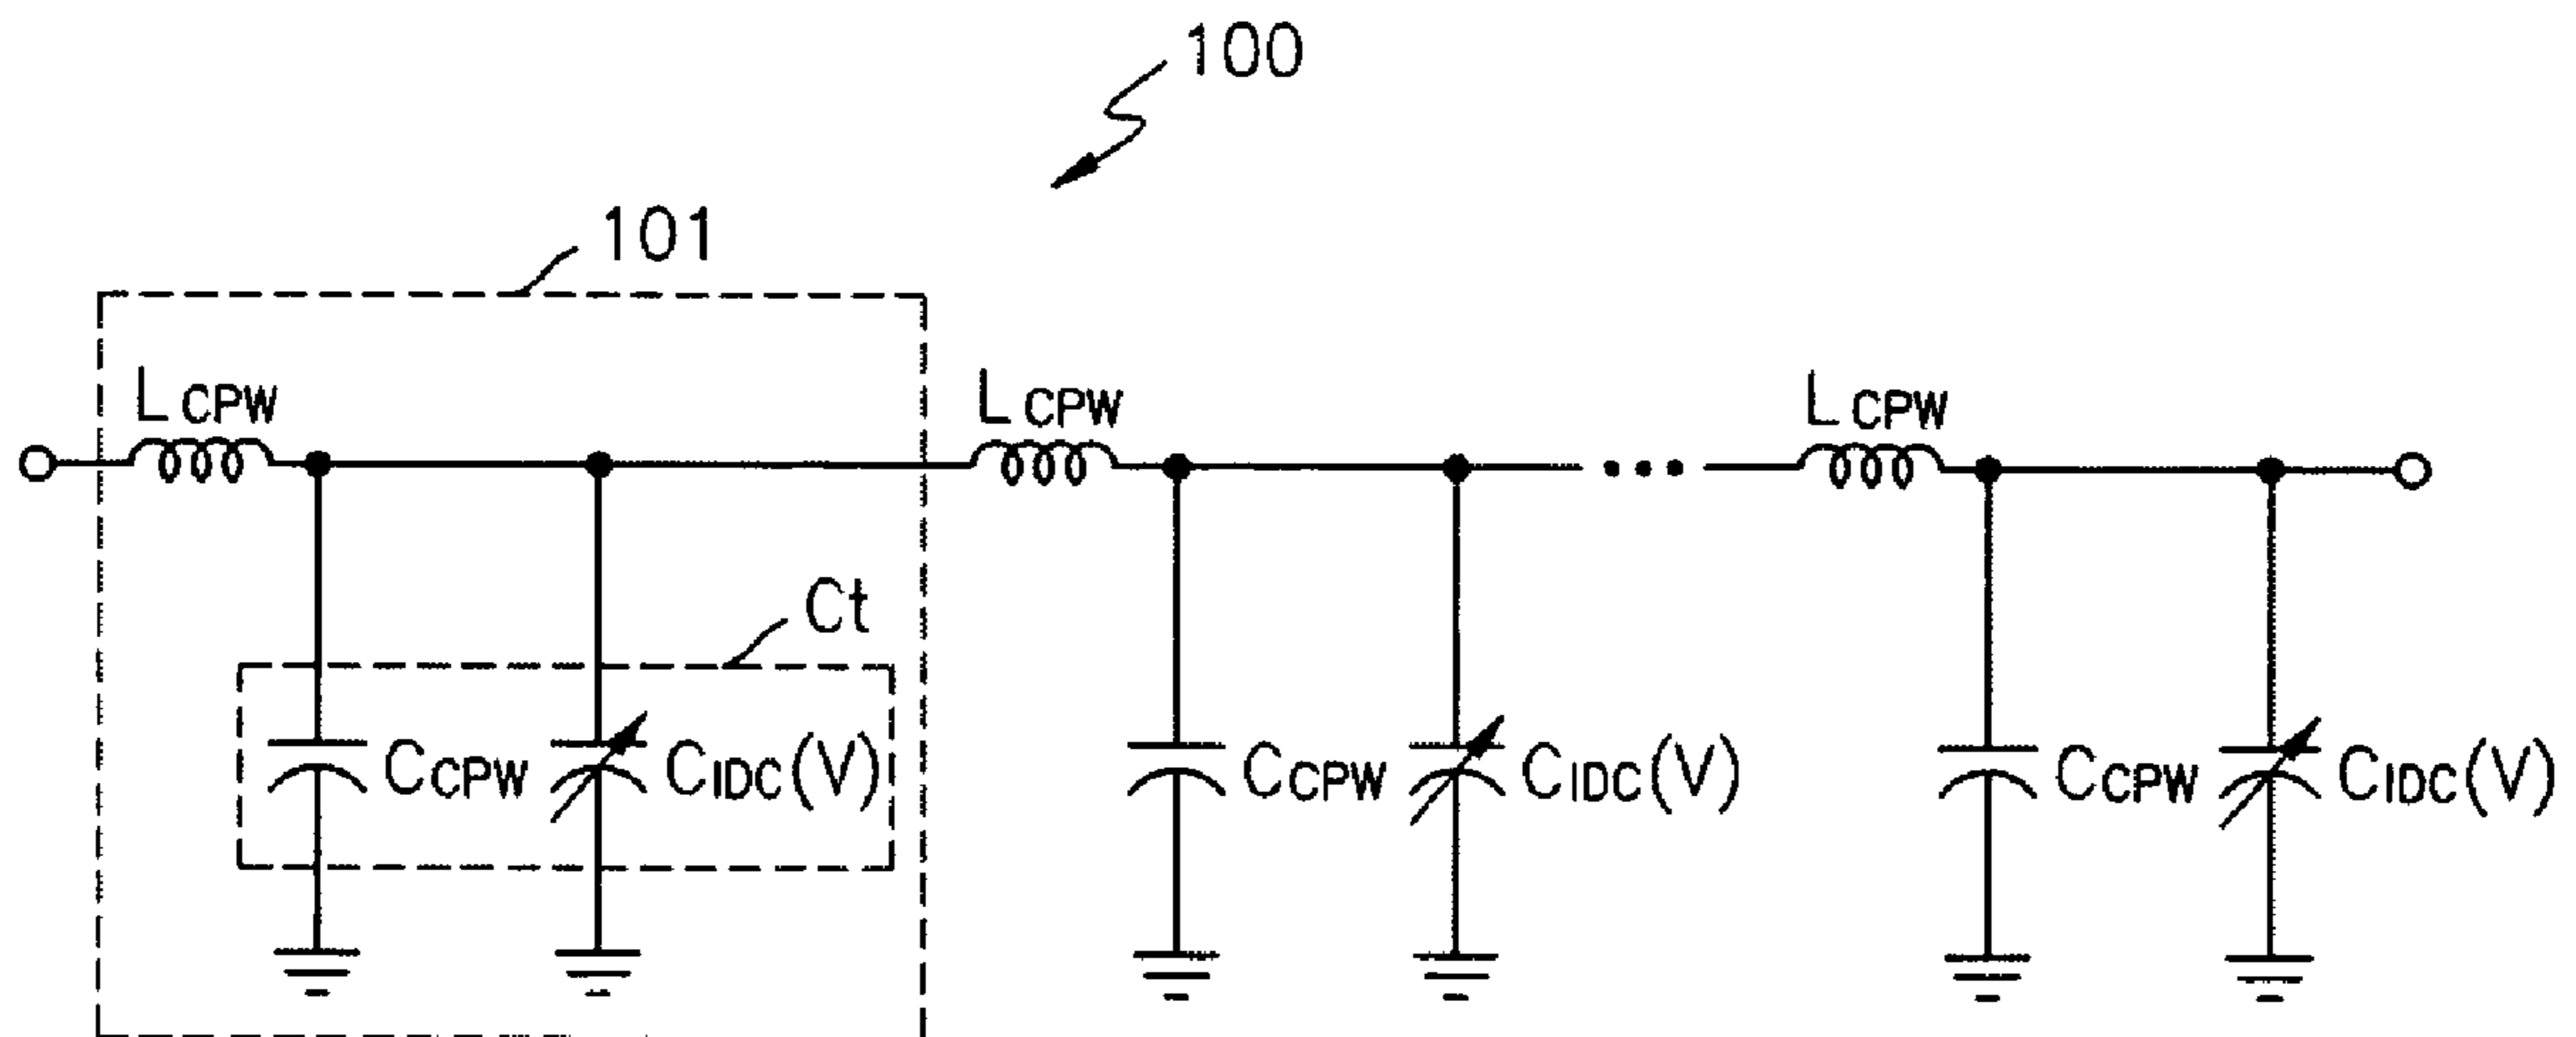 100
101
LCPW LCPW LCPW
Ct
CCPW CIDC(V) CCPW CIDC(V) CCPW CIDC(V)